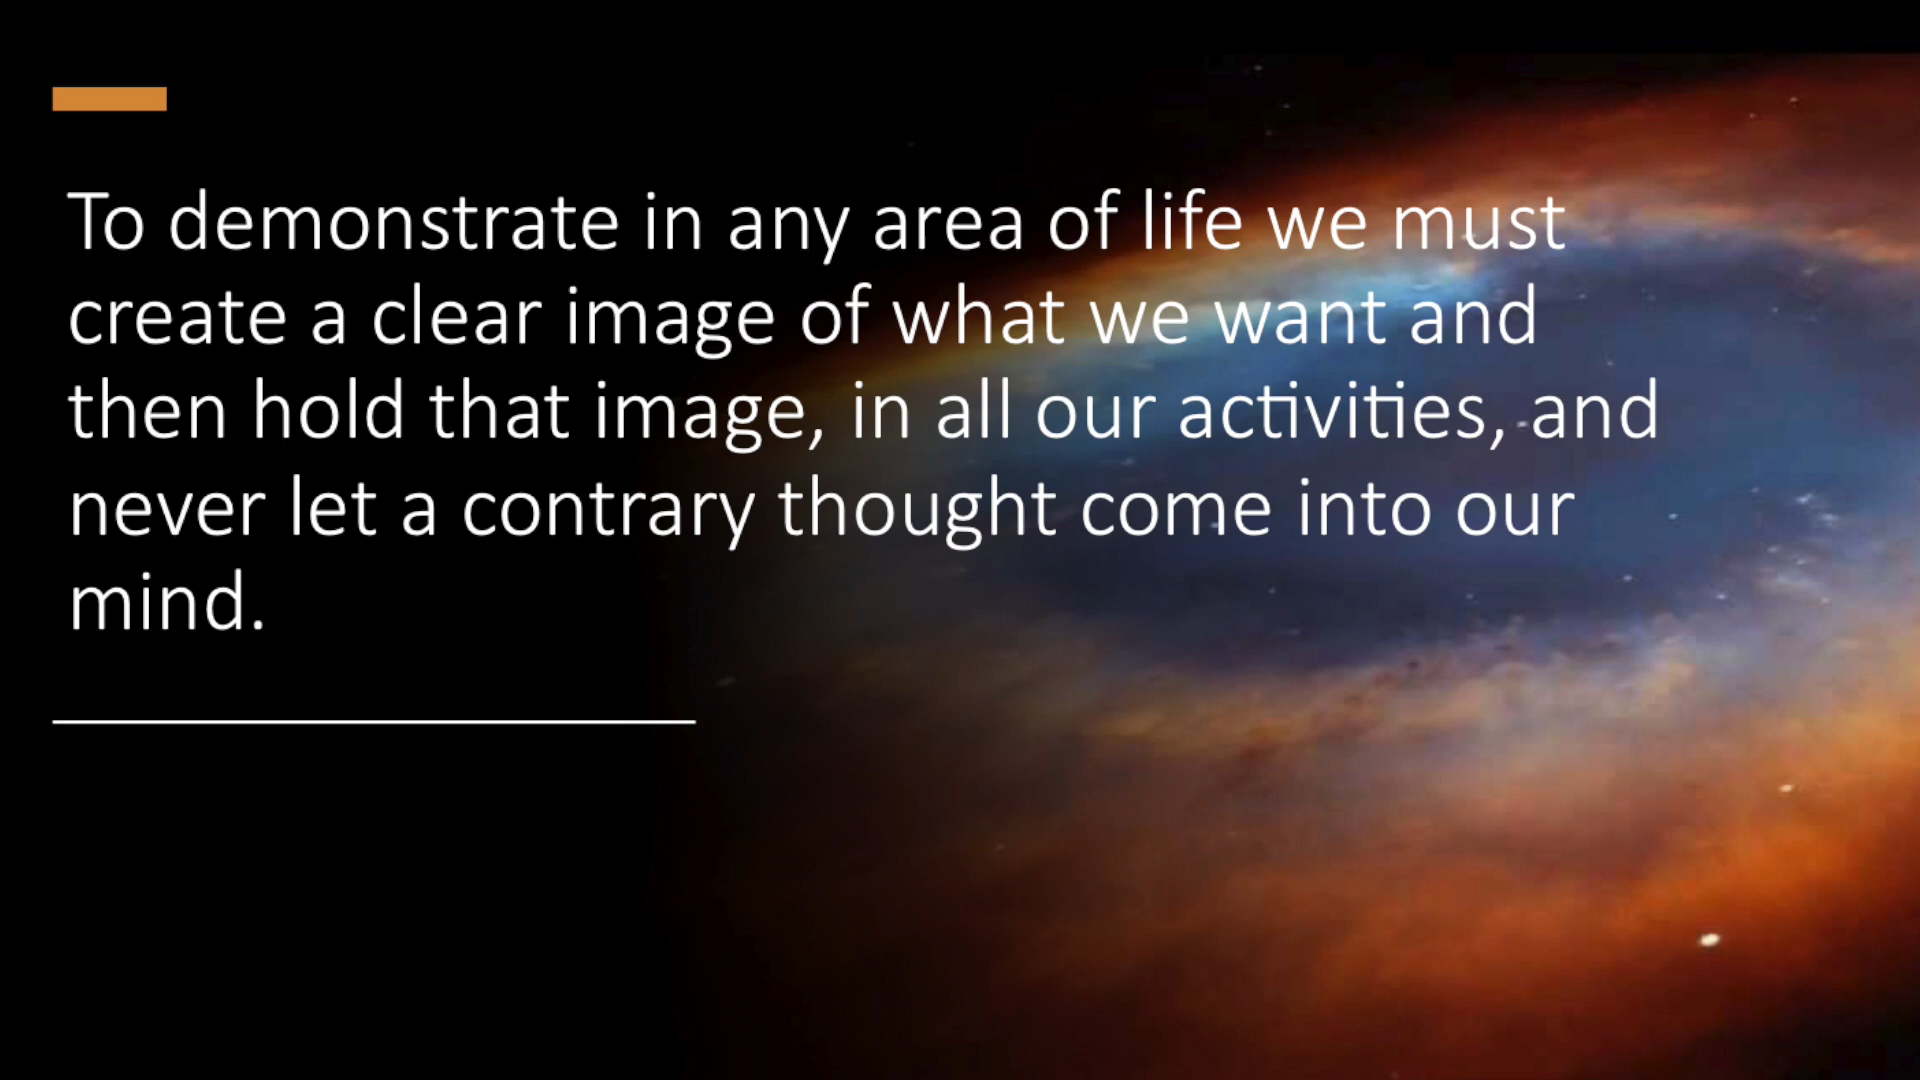 To demonstrate in any area of life we must
create a clear image of what we want and
then hold that image, in all our activities, and
never let a contrary thought come into our
mind.